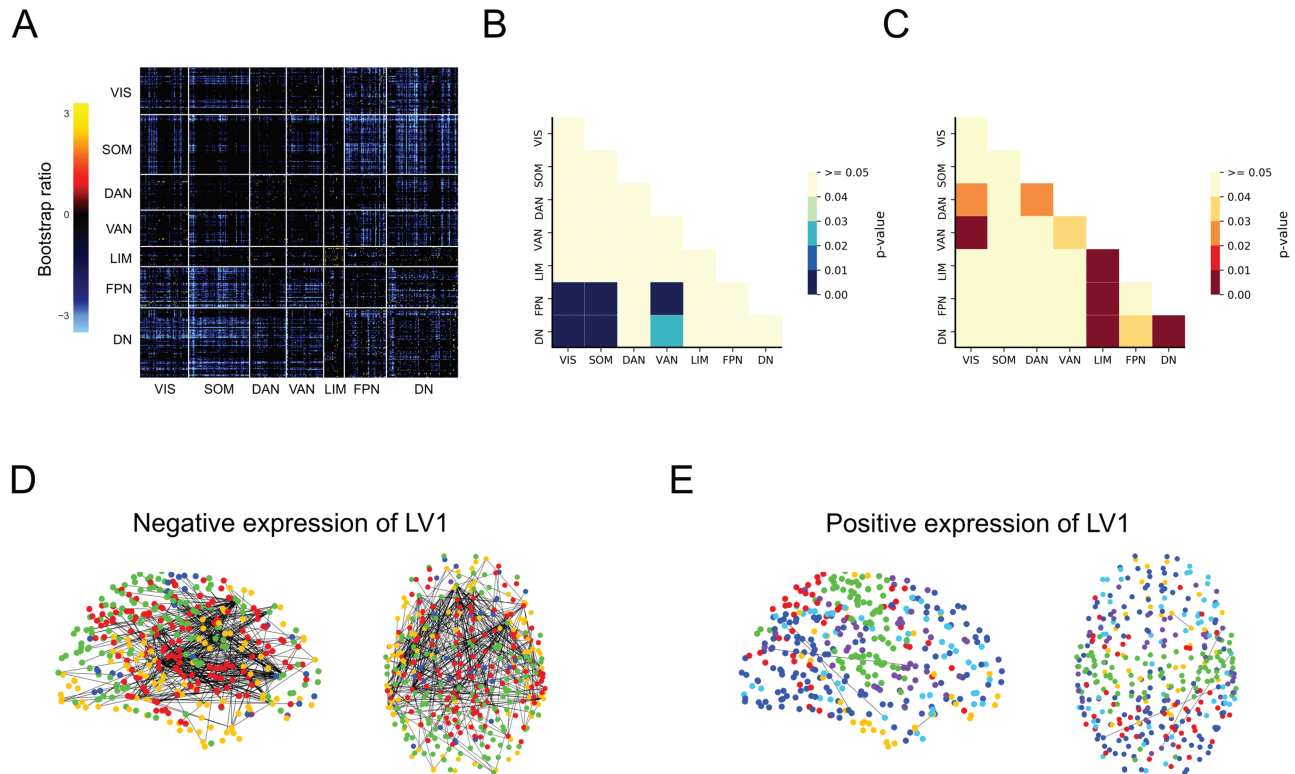 A
B
C
Bootstrap ratio
3
0
−3
VIS
SOM
DAN
VAN
LIM
FPN
DN
VIS SOM DAN VAN LIM FPN DN
VIS
SOM
DAN
VAN
LIM
FPN
DN
VIS SOM DAN VAN LIM FPN DN
>= 0.05
0.04
0.03
0.02
0.01
0.00
p-value
VIS
SOM
DAN
VAN
LIM
FPN
DN
VIS SOM DAN VAN LIM FPN DN
>= 0.05
0.04
0.03
0.02
0.01
0.00
p-value
D
E
Negative expression of LV1
Positive expression of LV1